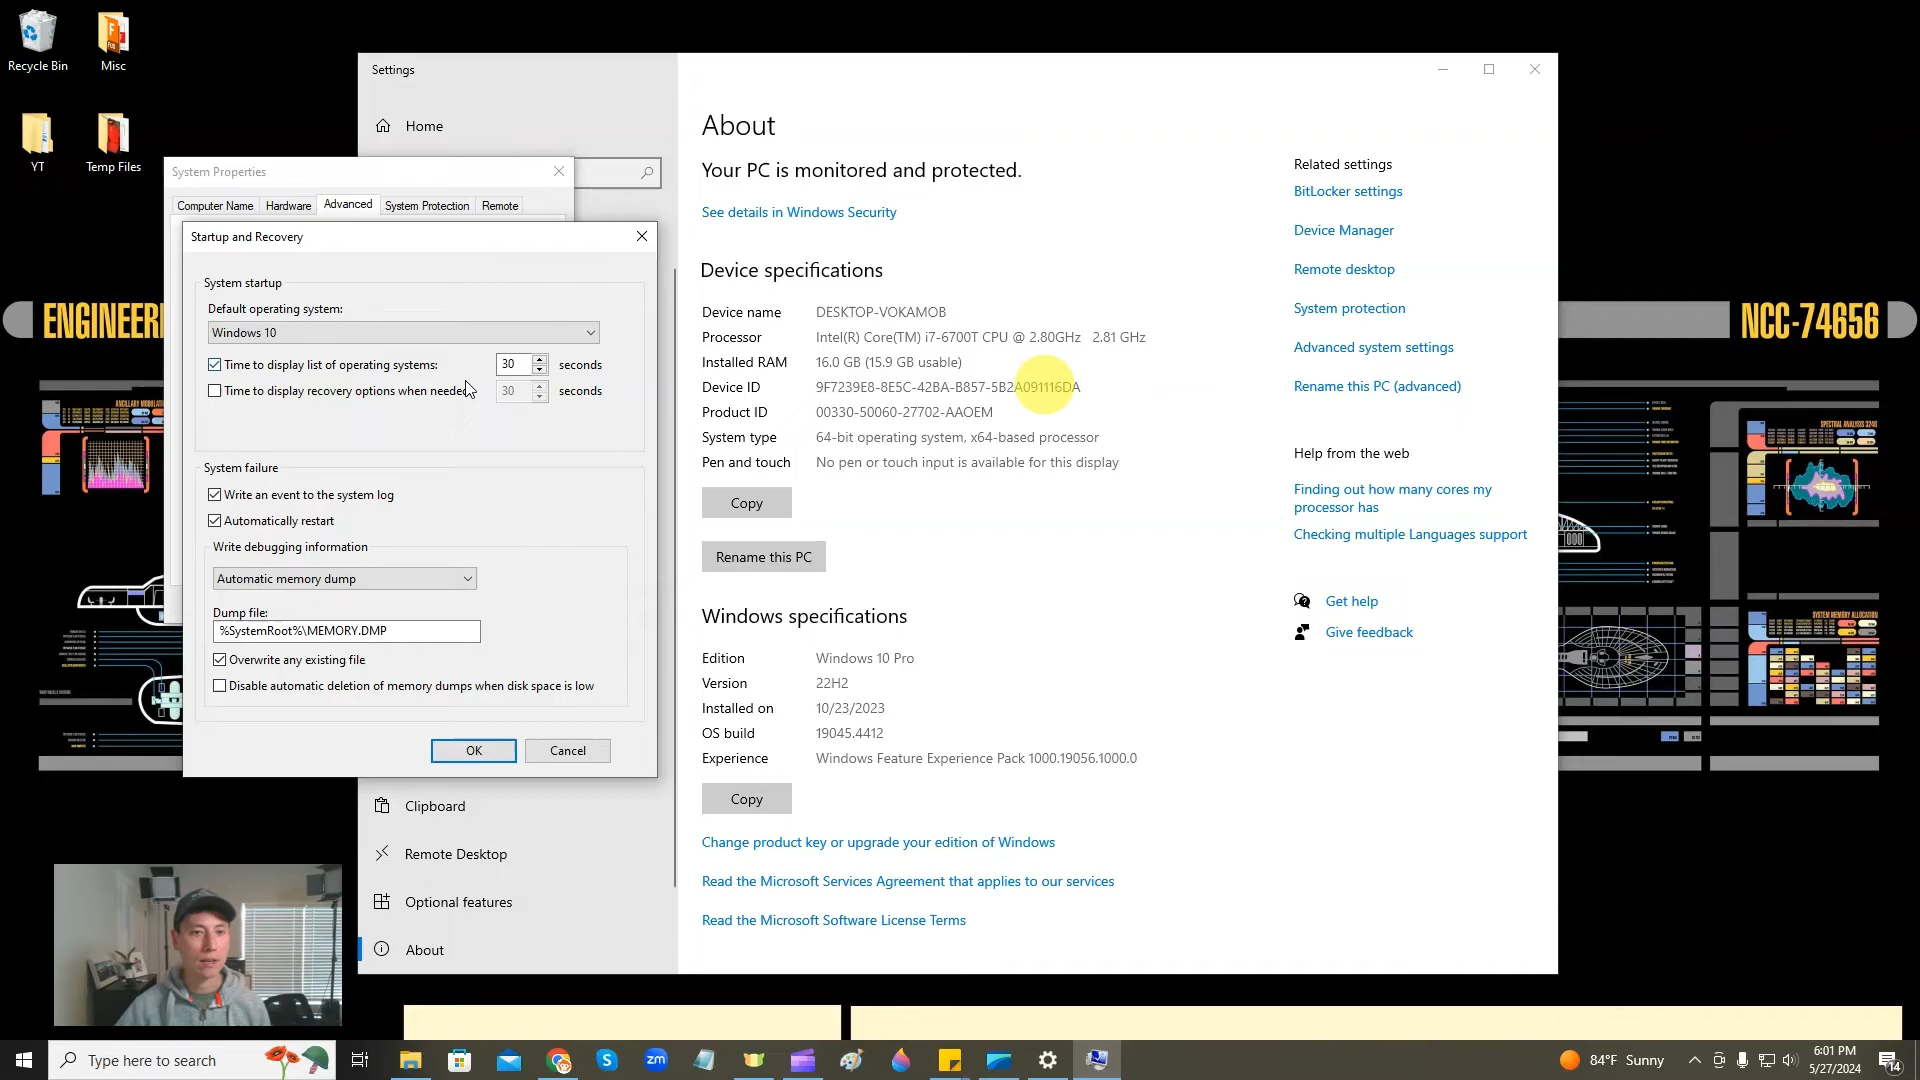 Recycle Bin
Misc
YT
Temp Files
Settings
Home
System Properties
Computer Name
Hardware
Advanced
System Protection
Remote
Startup and Recovery
System startup
Default operating system:
Windows 10
Time to display list of operating systems:
30
seconds
Time to display recovery options when needed
30
seconds
System failure
Write an event to the system log
Automatically restart
Write debugging information
Automatic memory dump
Dump file:
%SystemRoot%\MEMORY.DMP
Overwrite any existing file
Disable automatic deletion of memory dumps when disk space is low
OK
Cancel
Clipboard
Remote Desktop
Optional features
About
About
Your PC is monitored and protected.
See details in Windows Security
Device specifications
Device name DESKTOP-VOKAMOB
Processor Intel(R) Core(TM) i7-6700T CPU @ 2.80GHz 2.81 GHz
Installed RAM 16.0 GB (15.9 GB usable)
Device ID 9F7239E8-8E5C-42BA-B857-5B2A091116DA
Product ID 00330-50060-27702-AAOEM
System type 64-bit operating system, x64-based processor
Pen and touch No pen or touch input is available for this display
Copy
Rename this PC
Windows specifications
Edition Windows 10 Pro
Version 22H2
Installed on 10/23/2023
OS build 19045.4412
Experience Windows Feature Experience Pack 1000.19056.1000.0
Copy
Change product key or upgrade your edition of Windows
Read the Microsoft Services Agreement that applies to our services
Read the Microsoft Software License Terms
Related settings
BitLocker settings
Device Manager
Remote desktop
System protection
Advanced system settings
Rename this PC (advanced)
Help from the web
Finding out how many cores my
processor has
Checking multiple Languages support
Get help
Give feedback
ENGINEERI
NCC-74656
SPECTRAL ANALYSIS 3246
SYSTEM MEMORY ALLOCATION
Type here to search
zm
84°F Sunny
6:01 PM
5/27/2024
14